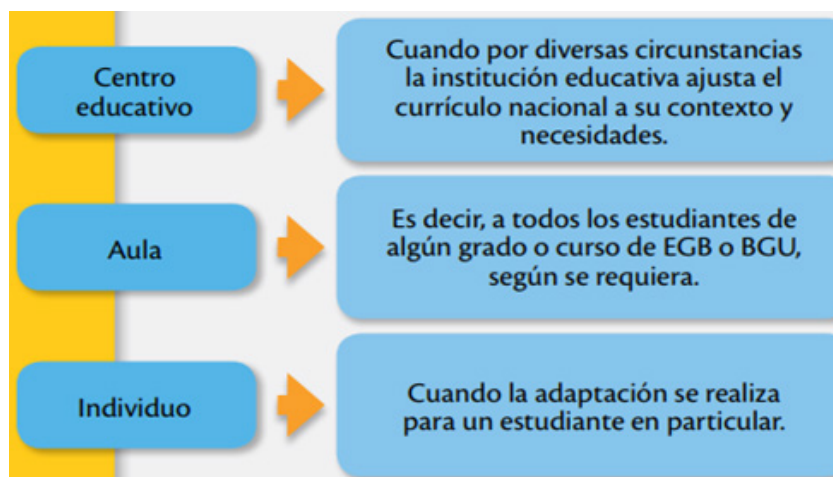 Centro
educativo
Cuando por diversas circunstancias
la institución educativa ajusta el
currículo nacional a su contexto y
necesidades.
Aula
Es decir, a todos los estudiantes de
algún grado o curso de EGB o BGU,
según se requiera.
Individuo
Cuando la adaptación se realiza
para un estudiante en particular.